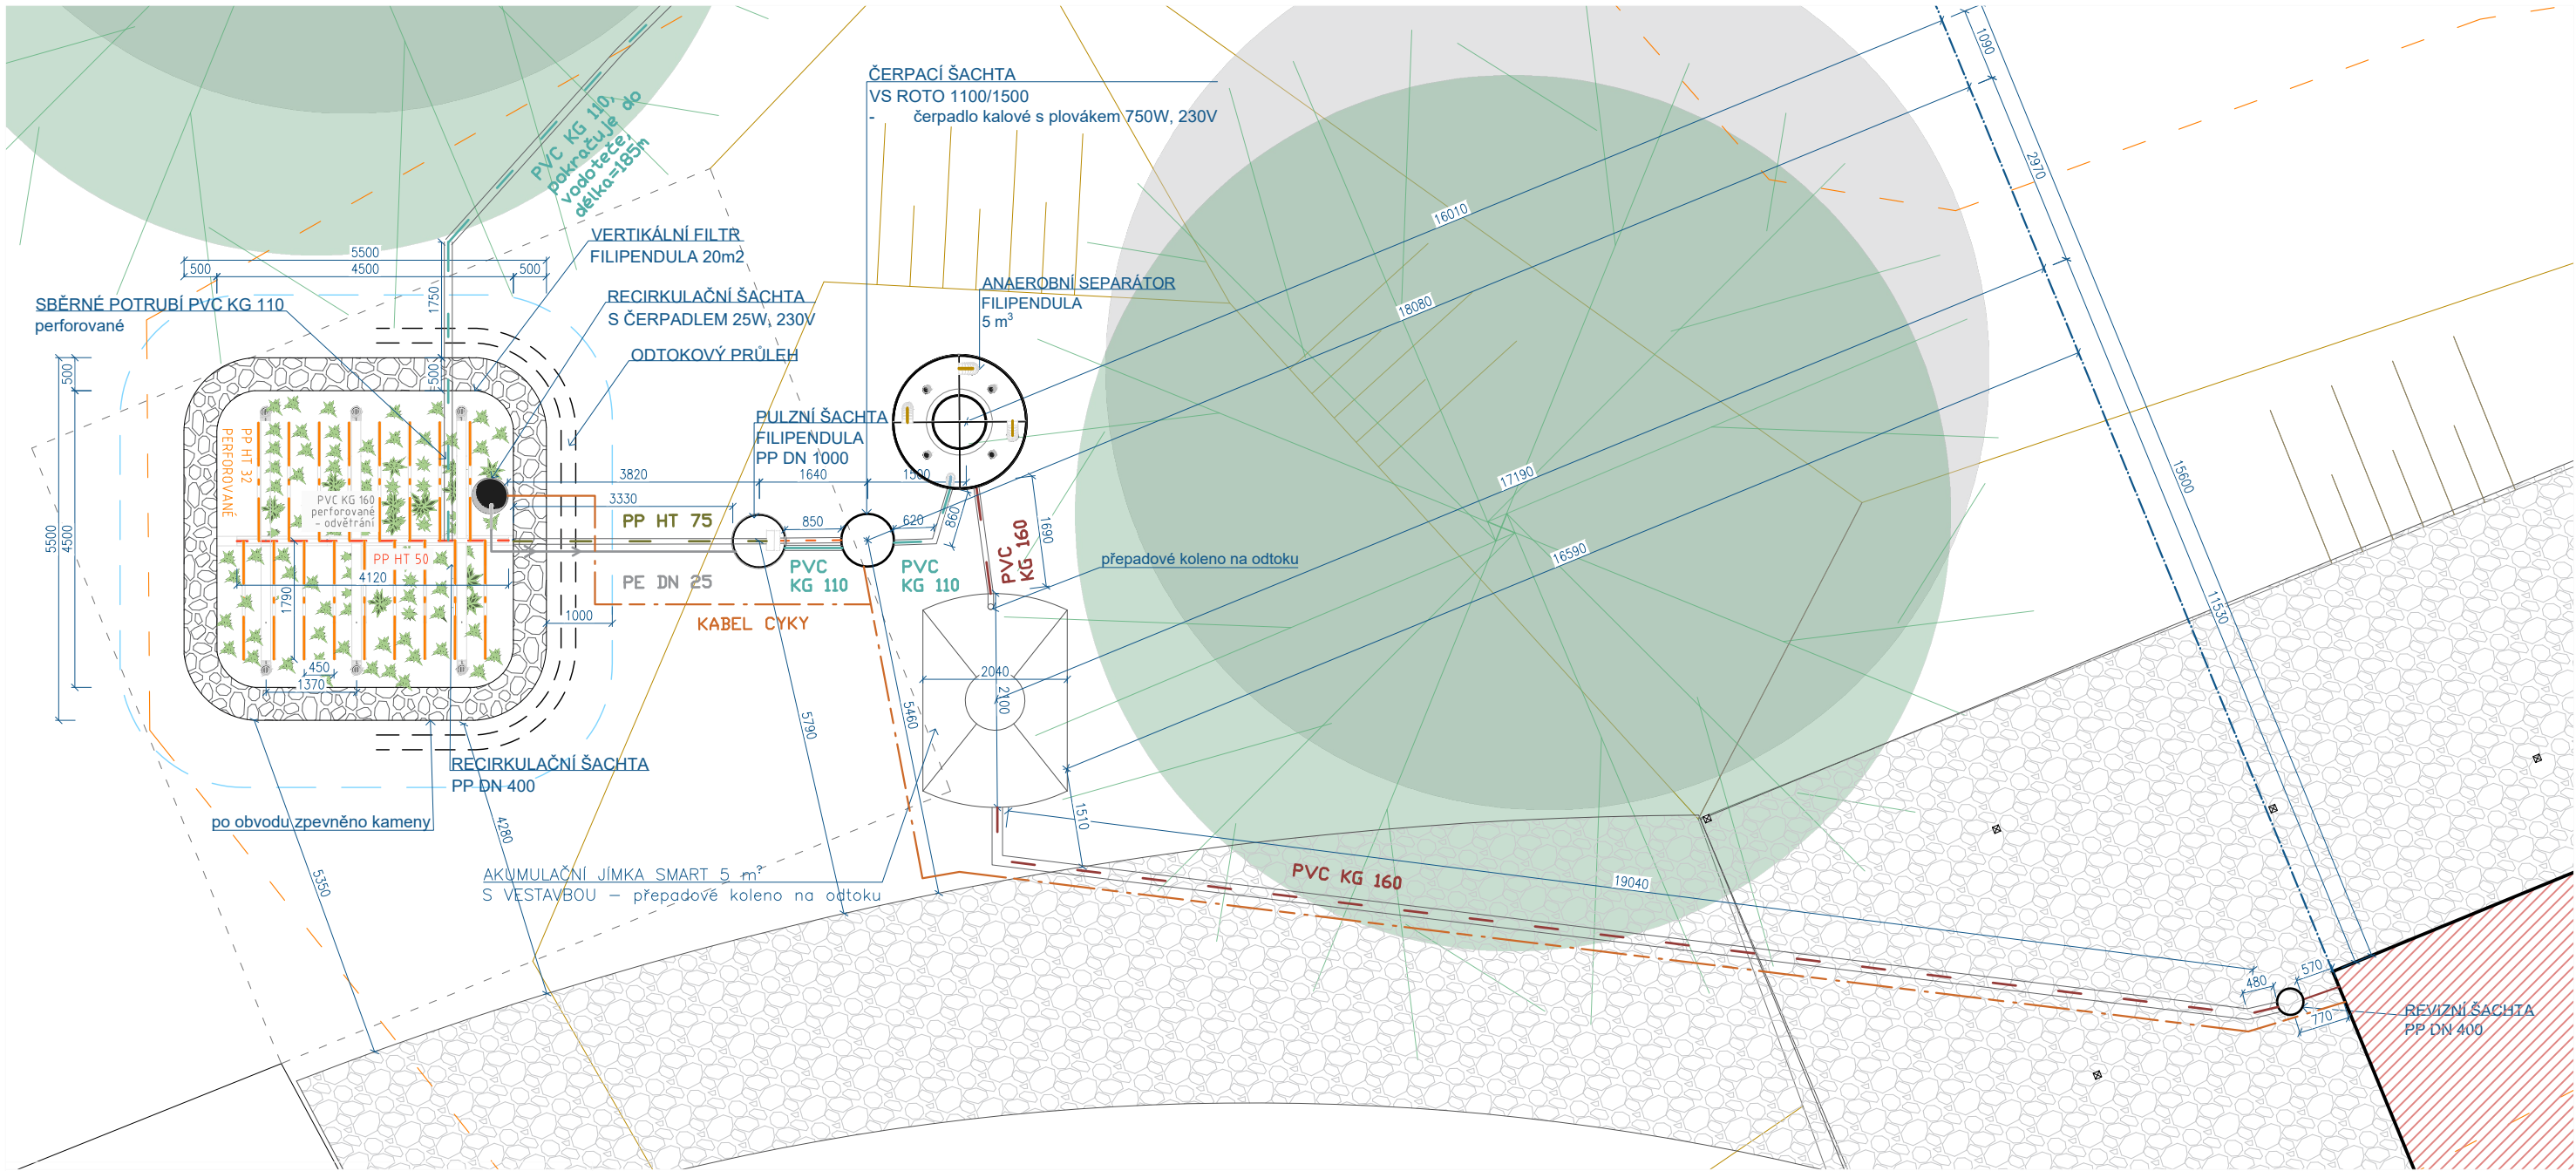 ČERPACÍ ŠACHTA
VS ROTO 1100/1500
- čerpadlo kalové s plovákem 750W, 230V
PVC KG 110,
pokračuje do
vodoteče,
délka=185m
VERTIKÁLNÍ FILTR
FILIPENDULA 20m2
SBĚRNÉ POTRUBÍ PVC KG 110
perforované
RECIRKULAČNÍ ŠACHTA
S ČERPADLEM 25W, 230V
ODTOKOVÝ PRŮLEH
ANAEROBNÍ SEPARÁTOR
FILIPENDULA
5 m³
PULZNÍ ŠACHTA
FILIPENDULA
PP DN 1000
5500
500
4500
500
1750
500
500
5500
4500
PP HT 32
PERFOROVANÉ
PVC KG 160
perforované
- odvětrání
PP HT 50
4120
1790
450
1370
1000
3820
1640
1500
3330
850
620
860
1690
PP HT 75
PE DN 25
PVC
KG 110
PVC
KG 110
PVC
KG 160
KABEL CYKY
přepadové koleno na odtoku
2040
2100
5790
5460
1510
RECIRKULAČNÍ ŠACHTA
PP DN 400
po obvodu zpevněno kameny
4280
5350
AKUMULAČNÍ JÍMKA SMART 5 m³
S VESTAVBOU – přepadové koleno na odtoku
PVC KG 160
19040
16010
18080
17190
16590
1090
2970
15600
11530
570
480
770
REVIZNÍ ŠACHTA
PP DN 400